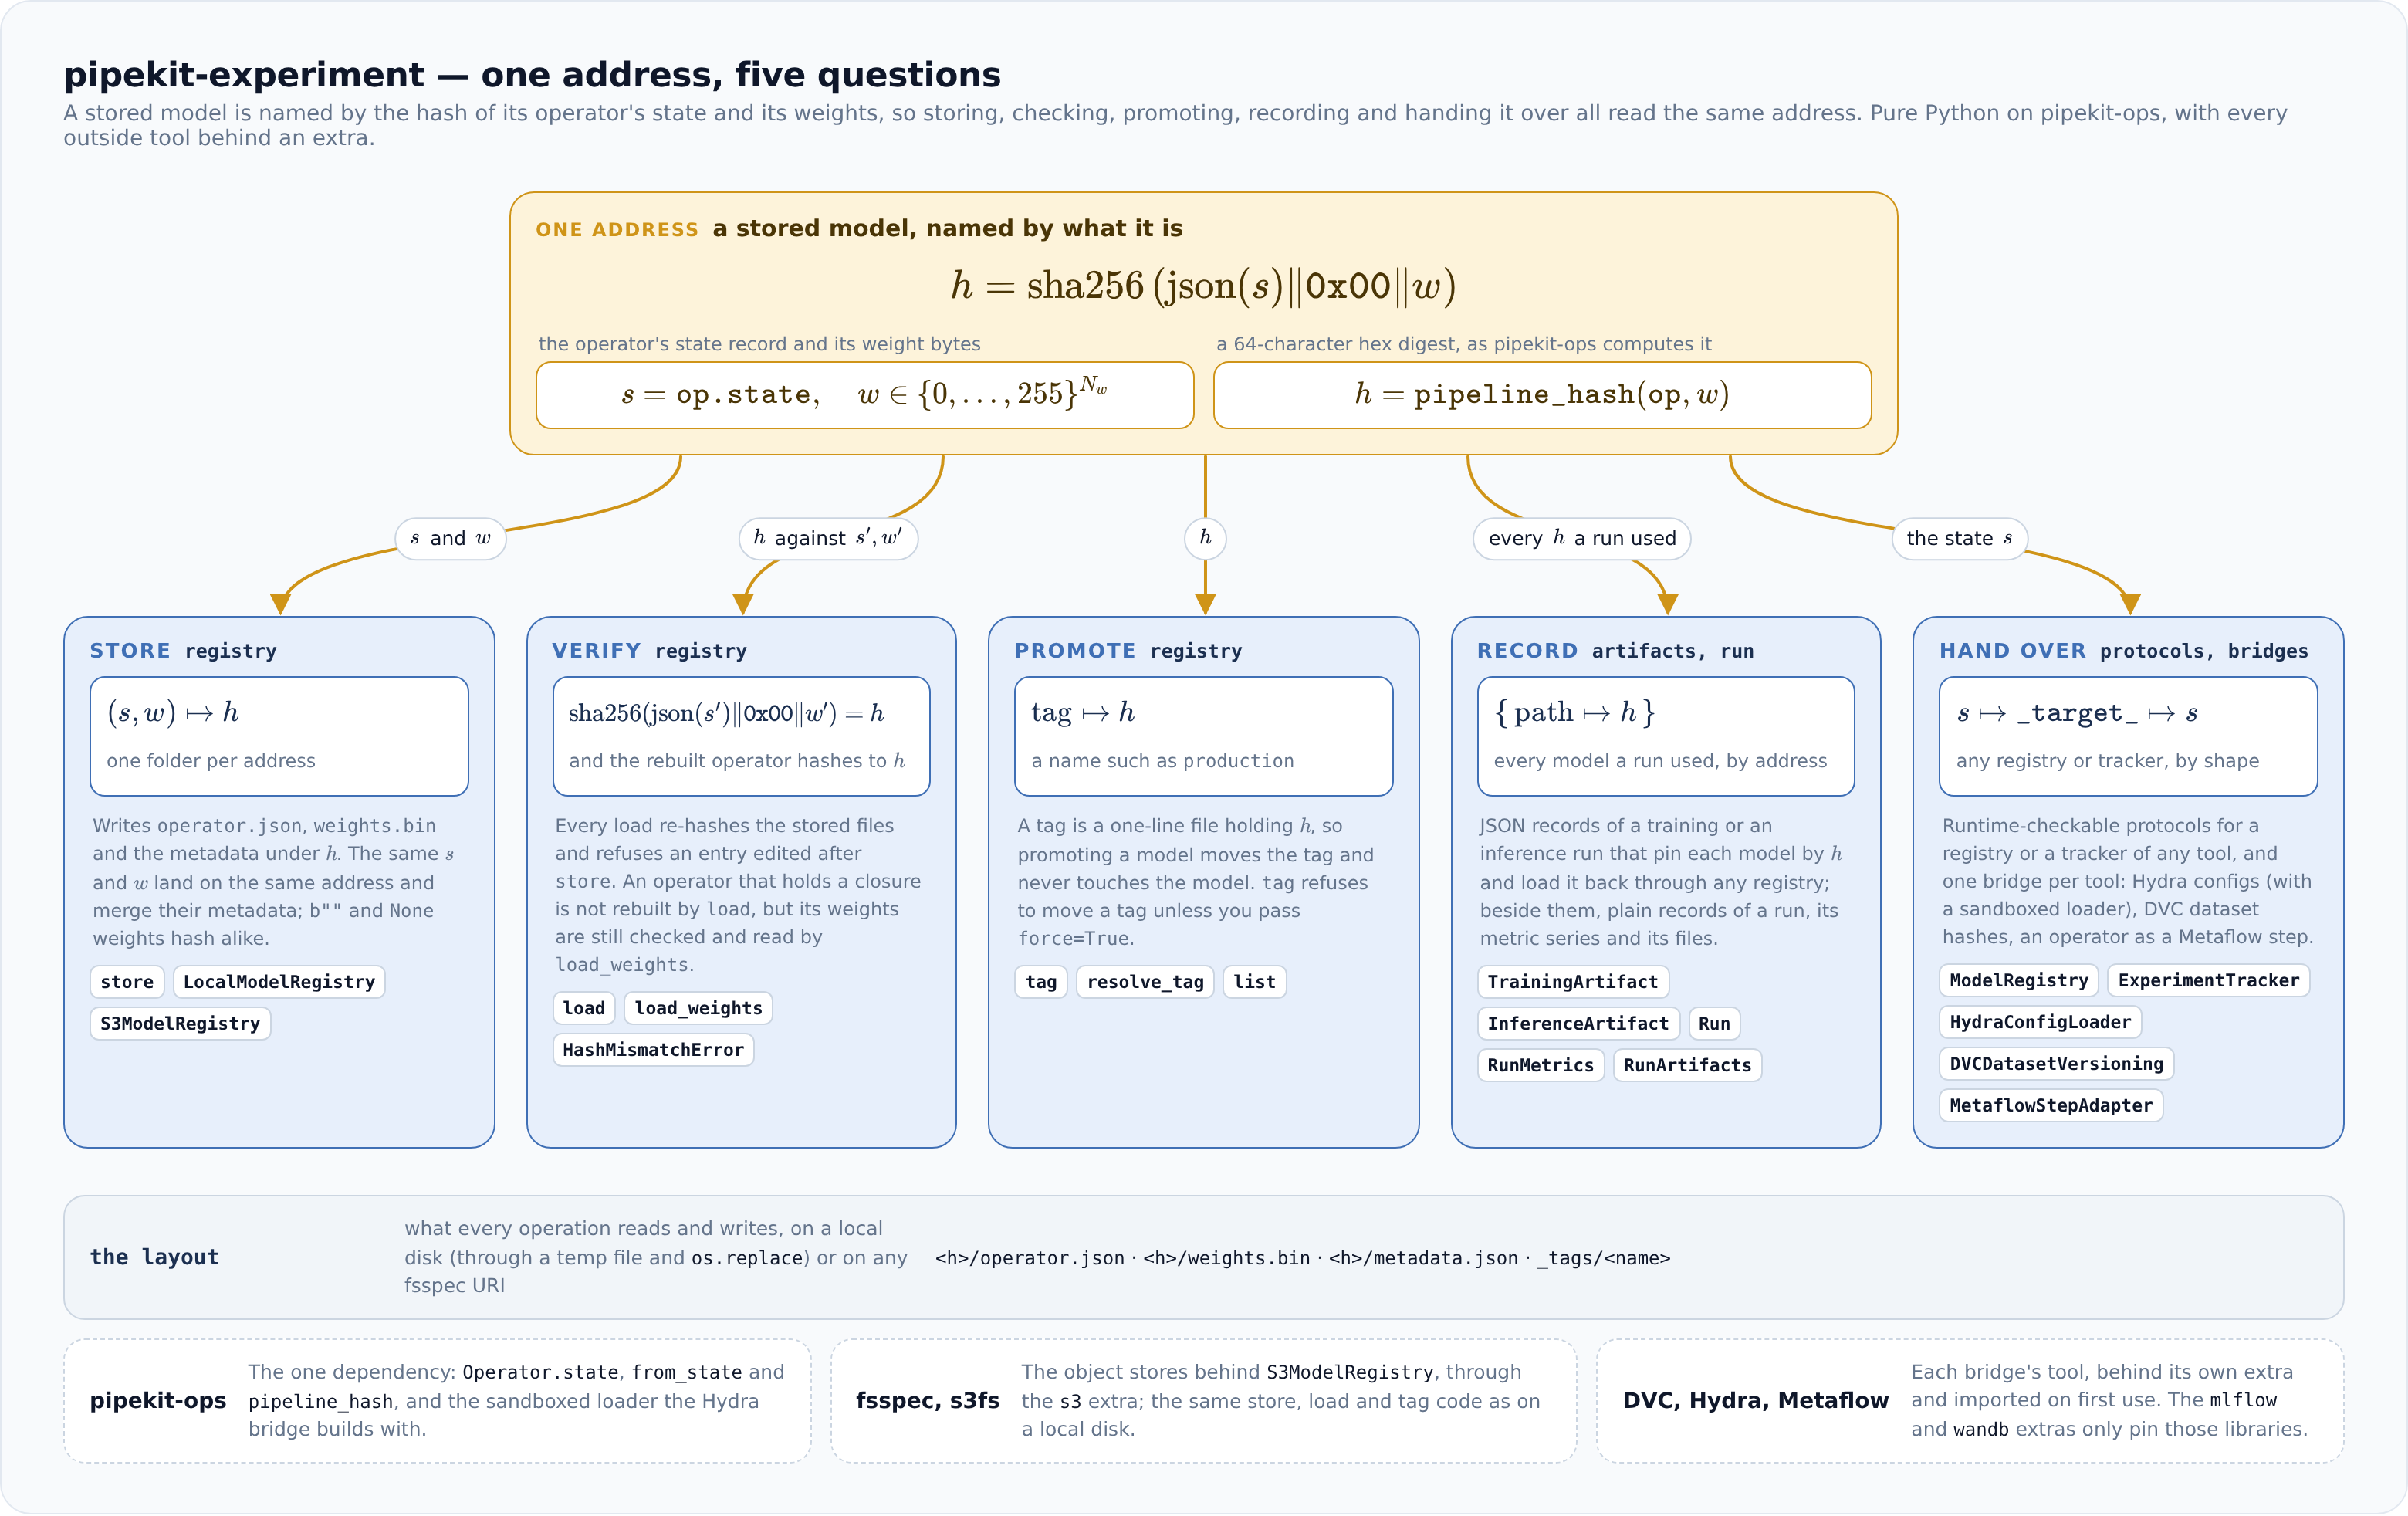 pipekit-experiment — one address, five questions
A stored model is named by the hash of its operator's state and its weights, so storing, checking, promoting, recording and handing it over all read the same address. Pure Python on pipekit-ops, with every
outside tool behind an extra.
ONE ADDRESS a stored model, named by what it is
h = sha256 (json(s)‖0x00‖w)
the operator's state record and its weight bytes
s = op.state, w ∈ {0, …, 255}^{N_w}
a 64-character hex digest, as pipekit-ops computes it
h = pipeline_hash(op, w)
s and w
h against s′, w′
h
every h a run used
the state s
STORE registry
(s, w) ↦ h
one folder per address
Writes operator.json, weights.bin
and the metadata under h. The same s
and w land on the same address and
merge their metadata; b"" and None
weights hash alike.
store LocalModelRegistry
S3ModelRegistry
VERIFY registry
sha256(json(s′)‖0x00‖w′) = h
and the rebuilt operator hashes to h
Every load re-hashes the stored files
and refuses an entry edited after
store. An operator that holds a closure
is not rebuilt by load, but its weights
are still checked and read by
load_weights.
load load_weights
HashMismatchError
PROMOTE registry
tag ↦ h
a name such as production
A tag is a one-line file holding h, so
promoting a model moves the tag and
never touches the model. tag refuses
to move a tag unless you pass
force=True.
tag resolve_tag list
RECORD artifacts, run
{ path ↦ h }
every model a run used, by address
JSON records of a training or an
inference run that pin each model by h
and load it back through any registry;
beside them, plain records of a run, its
metric series and its files.
TrainingArtifact
InferenceArtifact Run
RunMetrics RunArtifacts
HAND OVER protocols, bridges
s ↦ _target_ ↦ s
any registry or tracker, by shape
Runtime-checkable protocols for a
registry or a tracker of any tool, and
one bridge per tool: Hydra configs (with
a sandboxed loader), DVC dataset
hashes, an operator as a Metaflow step.
ModelRegistry ExperimentTracker
HydraConfigLoader
DVCDatasetVersioning
MetaflowStepAdapter
the layout
what every operation reads and writes, on a local
disk (through a temp file and os.replace) or on any
fsspec URI
<h>/operator.json · <h>/weights.bin · <h>/metadata.json · _tags/<name>
pipekit-ops
The one dependency: Operator.state, from_state and
pipeline_hash, and the sandboxed loader the Hydra
bridge builds with.
fsspec, s3fs
The object stores behind S3ModelRegistry, through
the s3 extra; the same store, load and tag code as on
a local disk.
DVC, Hydra, Metaflow
Each bridge's tool, behind its own extra
and imported on first use. The mlflow
and wandb extras only pin those libraries.